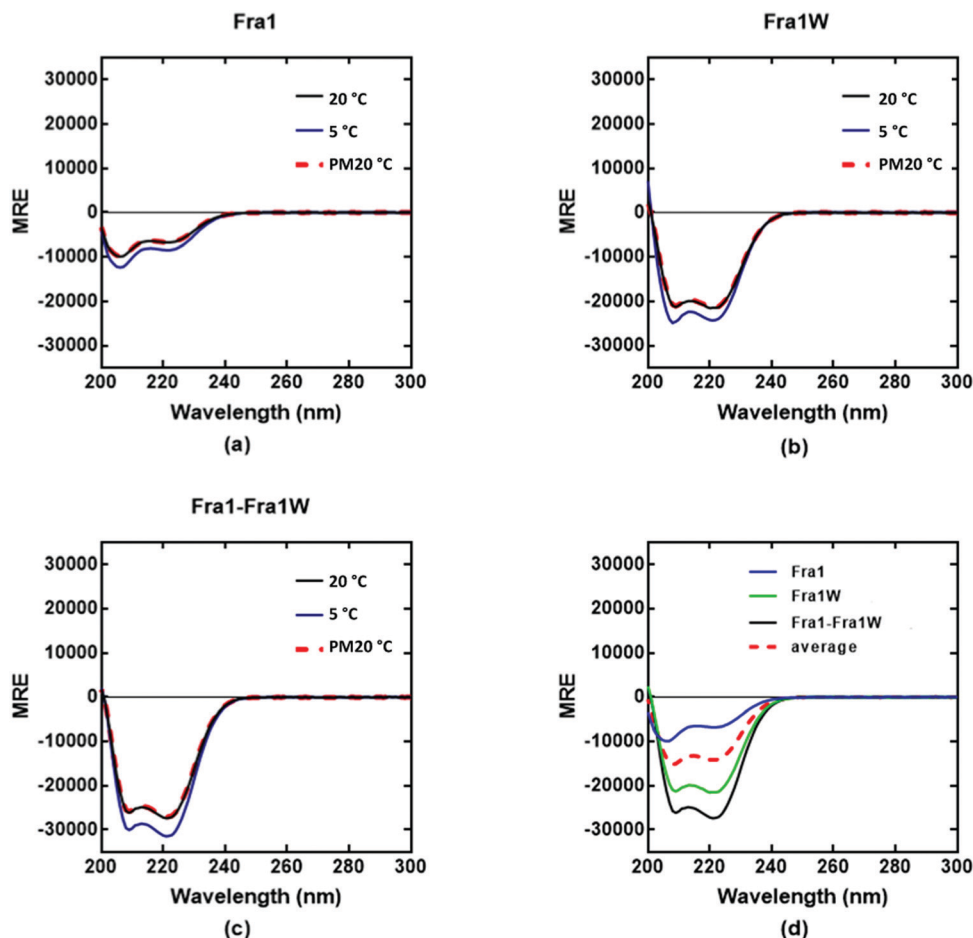 Fra1
30000
20000
10000
0
-10000
-20000
-30000
MRE
20 °C
5 °C
PM20 °C
200 220 240 260 280 300
Wavelength (nm)
(a)
Fra1W
30000
20000
10000
0
-10000
-20000
-30000
MRE
20 °C
5 °C
PM20 °C
200 220 240 260 280 300
Wavelength (nm)
(b)
Fra1-Fra1W
30000
20000
10000
0
-10000
-20000
-30000
MRE
20 °C
5 °C
PM20 °C
200 220 240 260 280 300
Wavelength (nm)
(c)
30000
20000
10000
0
-10000
-20000
-30000
MRE
Fra1
Fra1W
Fra1-Fra1W
average
200 220 240 260 280 300
Wavelength (nm)
(d)